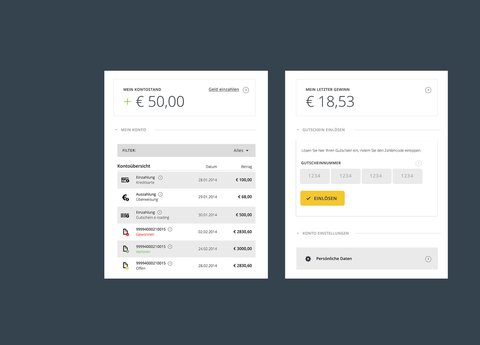 MEIN KONTOSTAND
+ € 50,00
Geld einzahlen
MEIN KONTO
FILTER:
Alles
Kontoübersicht
Datum
Betrag
Einzahlung
Kreditkarte
28.01.2014
€ 100,00
Auszahlung
Überweisung
29.01.2014
€ 68,00
Einzahlung
Gutschein e-loading
30.01.2014
€ 500,00
99994000210015
Gewonnen
02.02.2014
€ 2830,60
99994000210015
Verloren
24.02.2014
€ 3000,00
99994000210015
Offen
28.02.2014
€ 2830,60
MEIN LETZTER GEWINN
€ 18,53
GUTSCHEIN EINLÖSEN
Lösen Sie hier Ihren Gutschein ein, indem Sie den Zahlencode eintippen.
GUTSCHEINNUMMER
1234
1234
1234
1234
EINLÖSEN
KONTO EINSTELLUNGEN
Persönliche Daten